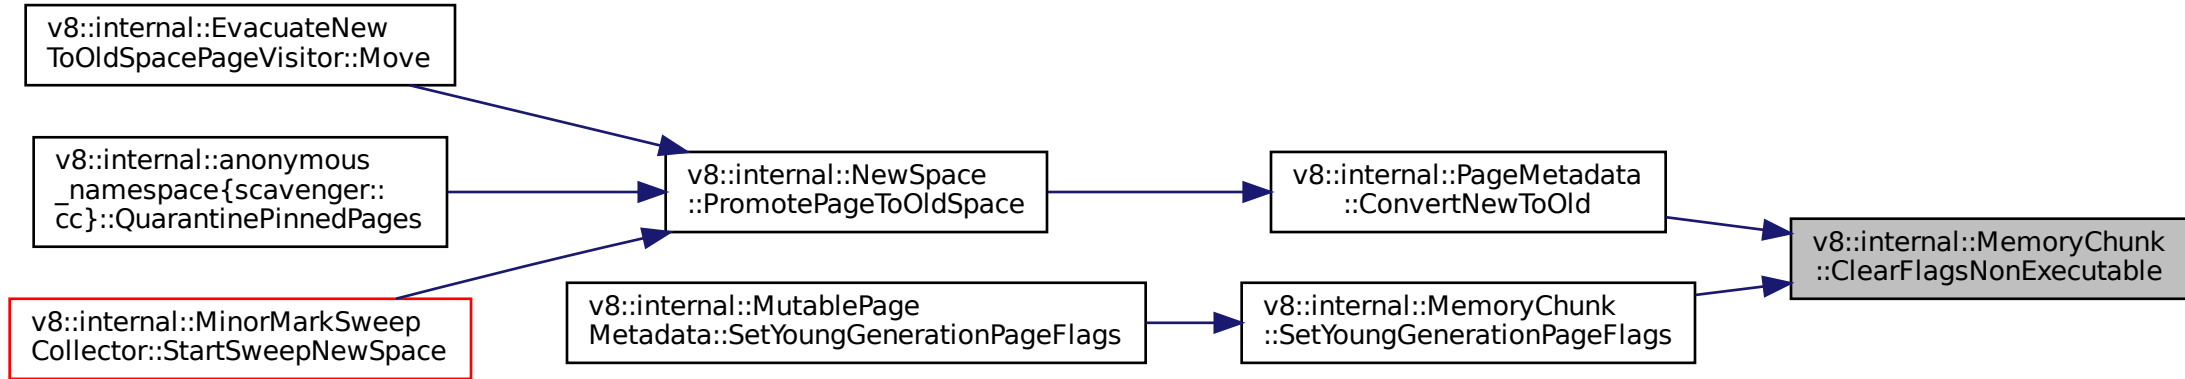 v8::internal::EvacuateNew
ToOldSpacePageVisitor::Move
v8::internal::anonymous
_namespace{scavenger::
cc}::QuarantinePinnedPages
v8::internal::MinorMarkSweep
Collector::StartSweepNewSpace
v8::internal::NewSpace
::PromotePageToOldSpace
v8::internal::MutablePage
Metadata::SetYoungGenerationPageFlags
v8::internal::PageMetadata
::ConvertNewToOld
v8::internal::MemoryChunk
::SetYoungGenerationPageFlags
v8::internal::MemoryChunk
::ClearFlagsNonExecutable